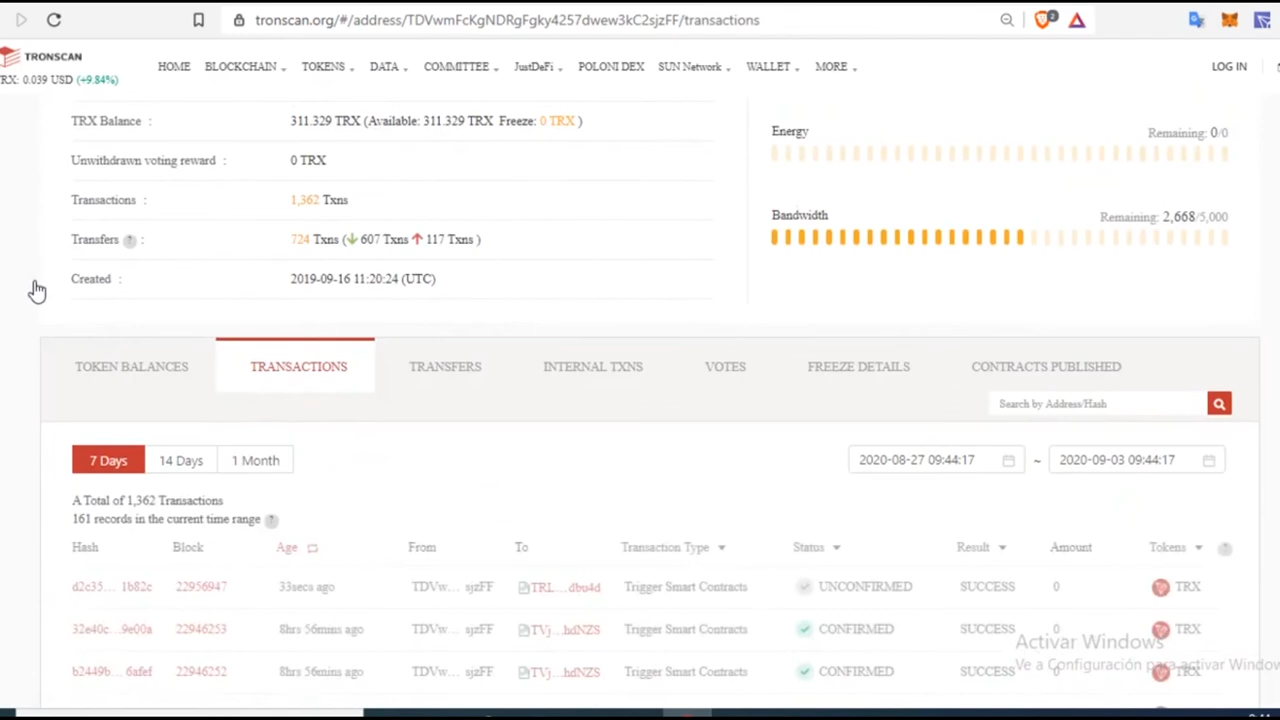 tronscan.org/#/address/TDVwmFcKgNDRgFgky4257dwew3kC2sjzFF/transactions
2
TRONSCAN
TRX: 0.039 USD (+9.84%)
HOME BLOCKCHAIN TOKENS DATA COMMITTEE JustDeFi POLONI DEX SUN Network WALLET MORE LOG IN
TRX Balance : 311.329 TRX (Available: 311.329 TRX Freeze: 0 TRX )
Energy Remaining: 0/0
Unwithdrawn voting reward : 0 TRX
Transactions : 1,362 Txns
Bandwidth Remaining: 2,668/5,000
Transfers ? : 724 Txns ( 607 Txns 117 Txns )
Created : 2019-09-16 11:20:24 (UTC)
TOKEN BALANCES TRANSACTIONS TRANSFERS INTERNAL TXNS VOTES FREEZE DETAILS CONTRACTS PUBLISHED
Search by Address/Hash
7 Days 14 Days 1 Month 2020-08-27 09:44:17 ~ 2020-09-03 09:44:17
A Total of 1,362 Transactions
161 records in the current time range ?
Hash Block Age From To Transaction Type Status Result Amount Tokens ?
d2c35... 1b82c 22956947 33secs ago TDVw... sjzFF TRL...dbu4d Trigger Smart Contracts UNCONFIRMED SUCCESS 0 TRX
32e40c...9e00a 22946253 8hrs 56mins ago TDVw... sjzFF TVj...hdNZS Trigger Smart Contracts CONFIRMED SUCCESS 0 TRX
b2449b... 6afef 22946252 8hrs 56mins ago TDVw... sjzFF TVj...hdNZS Trigger Smart Contracts CONFIRMED SUCCESS 0 TRX
Activar Windows
Ve a Configuración para activar Windows